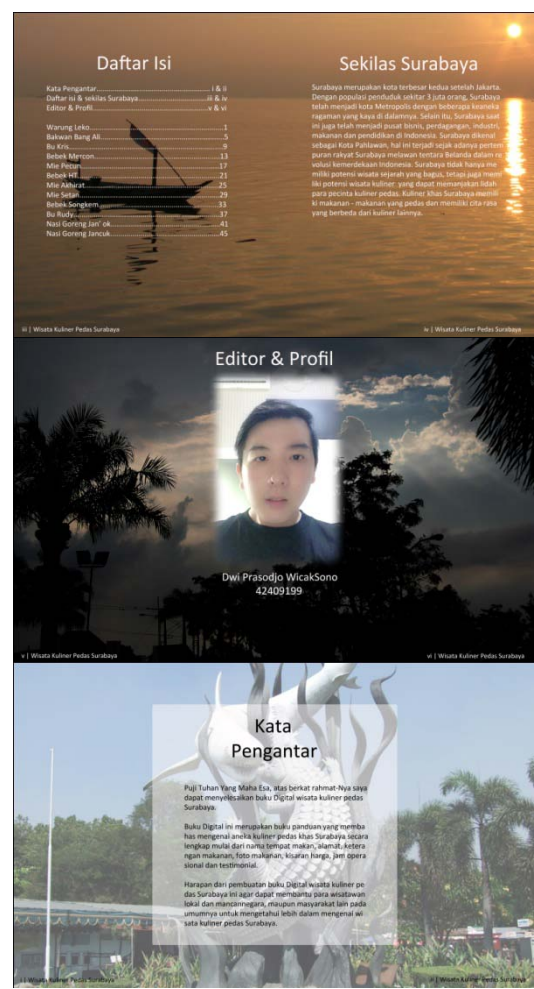 Daftar Isi
Kata Pengantar.................................................. i & ii
Daftar isi & sekilas Surabaya............................ iii & iv
Editor & Profil................................................... v & vi
Warung Leko.........................................................1
Bakwan Bang Ali....................................................5
Bu Kris...................................................................9
Bebek Mercon......................................................13
Mie Pecun............................................................17
Bebek HT.............................................................21
Mie Akhirat..........................................................25
Mie Setan.............................................................29
Bebek Songkem...................................................33
Bu Rudy...............................................................37
Nasi Goreng Jan' ok.............................................41
Nasi Goreng Jancuk.............................................45
iii | Wisata Kuliner Pedas Surabaya
Sekilas Surabaya
Surabaya merupakan kota terbesar kedua setelah Jakarta.
Dengan populasi penduduk sekitar 3 juta orang, Surabaya
telah menjadi kota Metropolis dengan beberapa keaneka
ragaman yang kaya di dalamnya. Selain itu, Surabaya saat
ini juga telah menjadi pusat bisnis, perdagangan, industri,
makanan dan pendidikan di Indonesia. Surabaya dikenal
sebagai Kota Pahlawan, hal ini terjadi sejak adanya pertem
puran rakyat Surabaya melawan tentara Belanda dalam re
volusi kemerdekaan Indonesia. Surabaya tidak hanya me
miliki potensi wisata sejarah yang bagus, tetapi juga memi
liki potensi wisata kuliner yang dapat memanjakan lidah
para pecinta kuliner pedas. Kuliner khas Surabaya memili
ki makanan - makanan yang pedas dan memiliki cita rasa
yang berbeda dari kuliner lainnya.
iv | Wisata Kuliner Pedas Surabaya
Editor & Profil
Dwi Prasodjo WicakSono
42409199
v | Wisata Kuliner Pedas Surabaya
vi | Wisata Kuliner Pedas Surabaya
Kata
Pengantar
Puji Tuhan Yang Maha Esa, atas berkat rahmat-Nya saya
dapat menyelesaikan buku Digital wisata kuliner pedas
Surabaya.
Buku Digital ini merupakan buku panduan yang memba
has mengenai aneka kuliner pedas khas Surabaya secara
lengkap mulai dari nama tempat makan, alamat, ketera
ngan makanan, foto makanan, kisaran harga, jam opera
sional dan testimonial.
Harapan dari pembuatan buku Digital wisata kuliner pe
das Surabaya ini agar dapat membantu para wisatawan
lokal dan mancannegara, maupun masyarakat lain pada
umumnya untuk mengetahui lebih dalam mengenai wi
sata kuliner pedas Surabaya.
i | Wisata Kuliner Pedas Surabaya
ii | Wisata Kuliner Pedas Surabaya